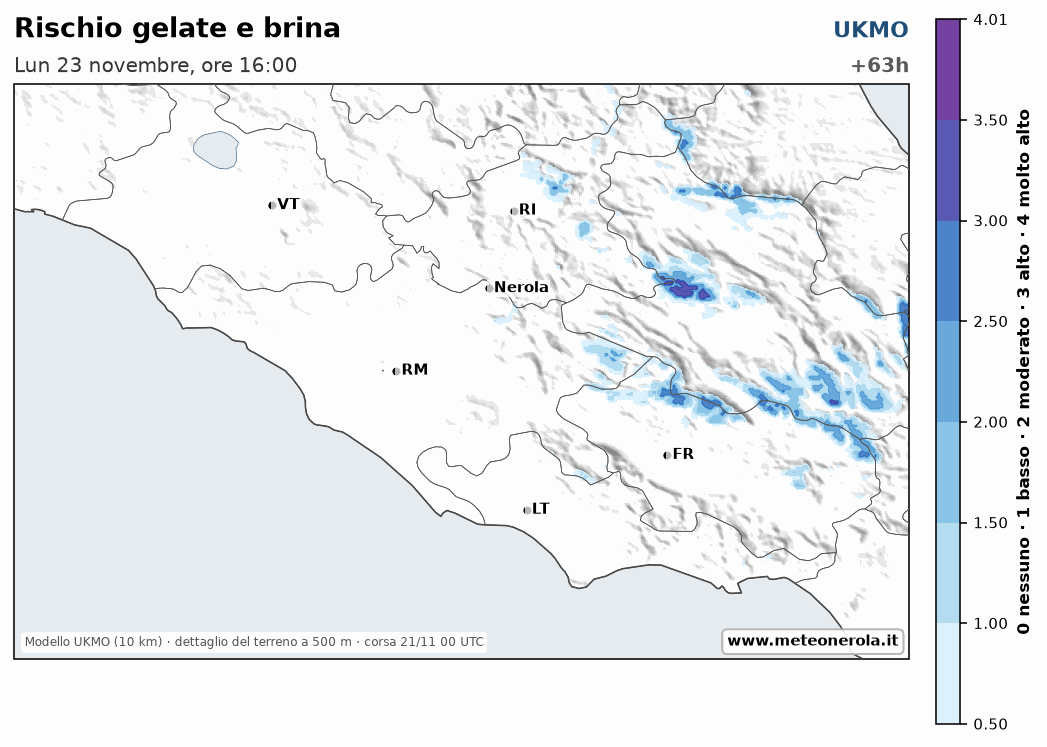 Rischio gelate e brina
UKMO
Lun 23 novembre, ore 16:00
+63h
VT
RI
Nerola
RM
FR
LT
Modello UKMO (10 km) · dettaglio del terreno a 500 m · corsa 21/11 00 UTC
www.meteonerola.it
4.01
3.50
3.00
2.50
2.00
1.50
1.00
0.50
0 nessuno · 1 basso · 2 moderato · 3 alto · 4 molto alto